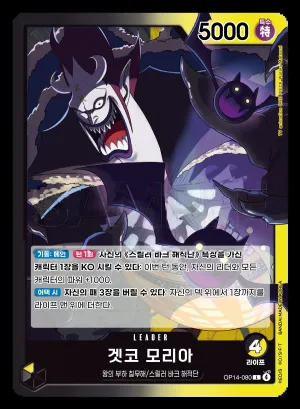 5000
특수
特
기동: 메인 턴 1회 자신의 《스릴러 바크 해적단》 특징을 가진
캐릭터 1장을 KO 시킬 수 있다: 이번 턴 동안, 자신의 리더와 모든
캐릭터의 파워 +1000.
어택 시 자신의 패 3장을 버릴 수 있다: 자신의 덱 위에서 1장까지를
라이프 맨 위에 더한다.
LEADER
겟코 모리아
4
라이프
왕의 부하 칠무해/스릴러 바크 해적단
OP14-080 L